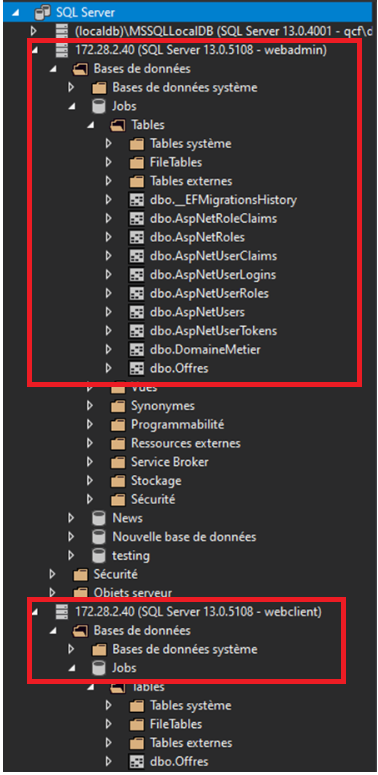 SQL Server
(localdb)\MSSQLLocalDB (SQL Server 13.0.4001 - qcf\d
172.28.2.40 (SQL Server 13.0.5108 - webadmin)
Bases de données
Bases de données système
Jobs
Tables
Tables système
FileTables
Tables externes
dbo.__EFMigrationsHistory
dbo.AspNetRoleClaims
dbo.AspNetRoles
dbo.AspNetUserClaims
dbo.AspNetUserLogins
dbo.AspNetUserRoles
dbo.AspNetUsers
dbo.AspNetUserTokens
dbo.DomaineMetier
dbo.Offres
Vues
Synonymes
Programmabilité
Ressources externes
Service Broker
Stockage
Sécurité
News
Nouvelle base de données
testing
Sécurité
Objets serveur
172.28.2.40 (SQL Server 13.0.5108 - webclient)
Bases de données
Bases de données système
Jobs
Tables
Tables système
FileTables
Tables externes
dbo.Offres